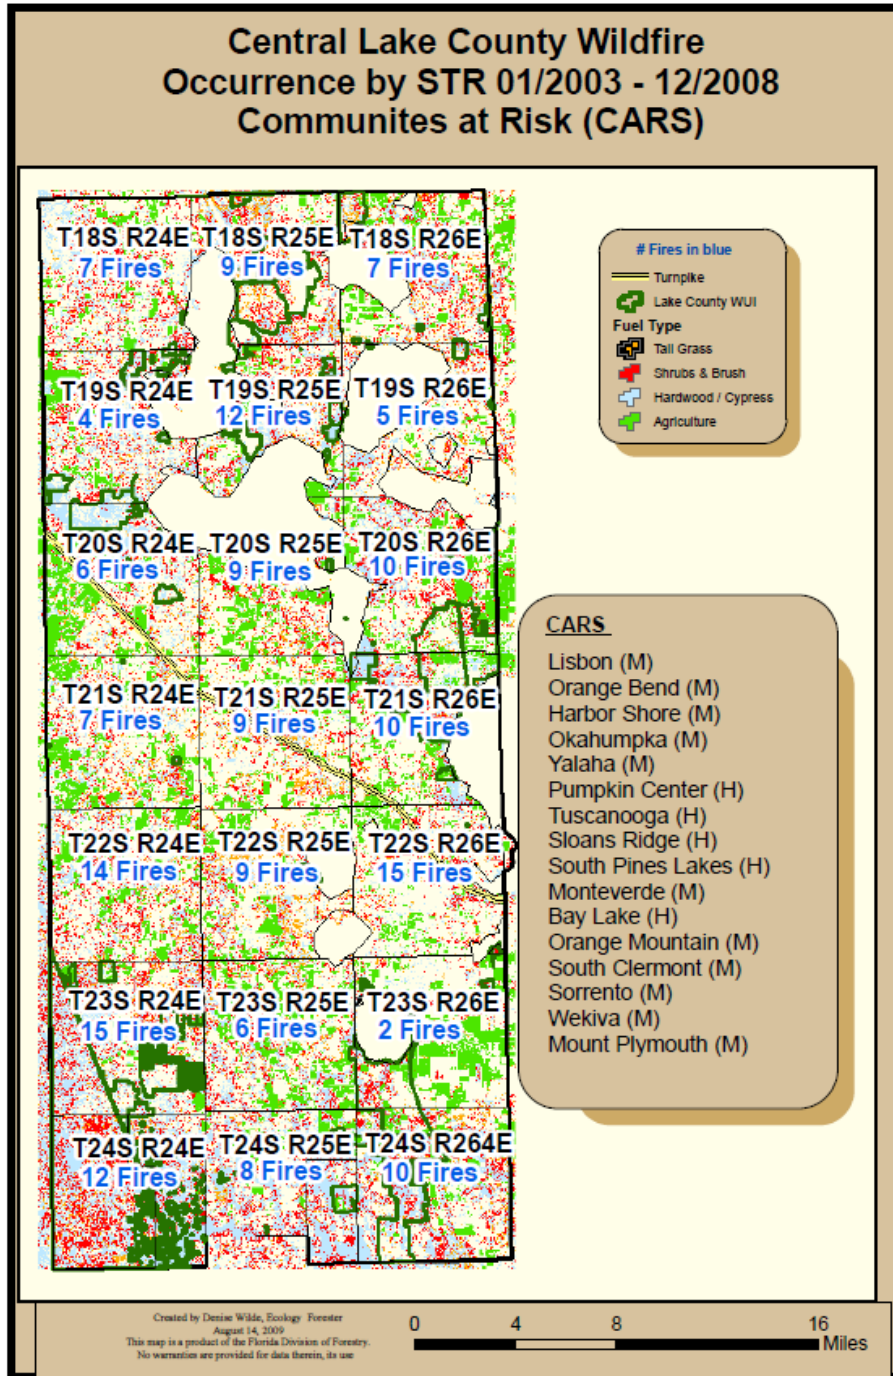 Central Lake County Wildfire
Occurrence by STR 01/2003 - 12/2008
Communites at Risk (CARS)
T18S R24E T18S R25E T18S R26E
7 Fires 9 Fires 7 Fires
T19S R24E T19S R25E T19S R26E
4 Fires 12 Fires 5 Fires
T20S R24E T20S R25E T20S R26E
6 Fires 9 Fires 10 Fires
T21S R24E T21S R25E T21S R26E
7 Fires 9 Fires 10 Fires
T22S R24E T22S R25E T22S R26E
14 Fires 9 Fires 15 Fires
T23S R24E T23S R25E T23S R26E
15 Fires 6 Fires 2 Fires
T24S R24E T24S R25E T24S R264E
12 Fires 8 Fires 10 Fires
# Fires in blue
Turnpike
Lake County WUI
Fuel Type
Tall Grass
Shrubs & Brush
Hardwood / Cypress
Agriculture
CARS
Lisbon (M)
Orange Bend (M)
Harbor Shore (M)
Okahumpka (M)
Yalaha (M)
Pumpkin Center (H)
Tuscanooga (H)
Sloans Ridge (H)
South Pines Lakes (H)
Monteverde (M)
Bay Lake (H)
Orange Mountain (M)
South Clermont (M)
Sorrento (M)
Wekiva (M)
Mount Plymouth (M)
Created by Denise Wilde, Ecology Forester
August 14, 2009
This map is a product of the Florida Division of Forestry.
No warranties are provided for data therein, its use
0 4 8 16
Miles